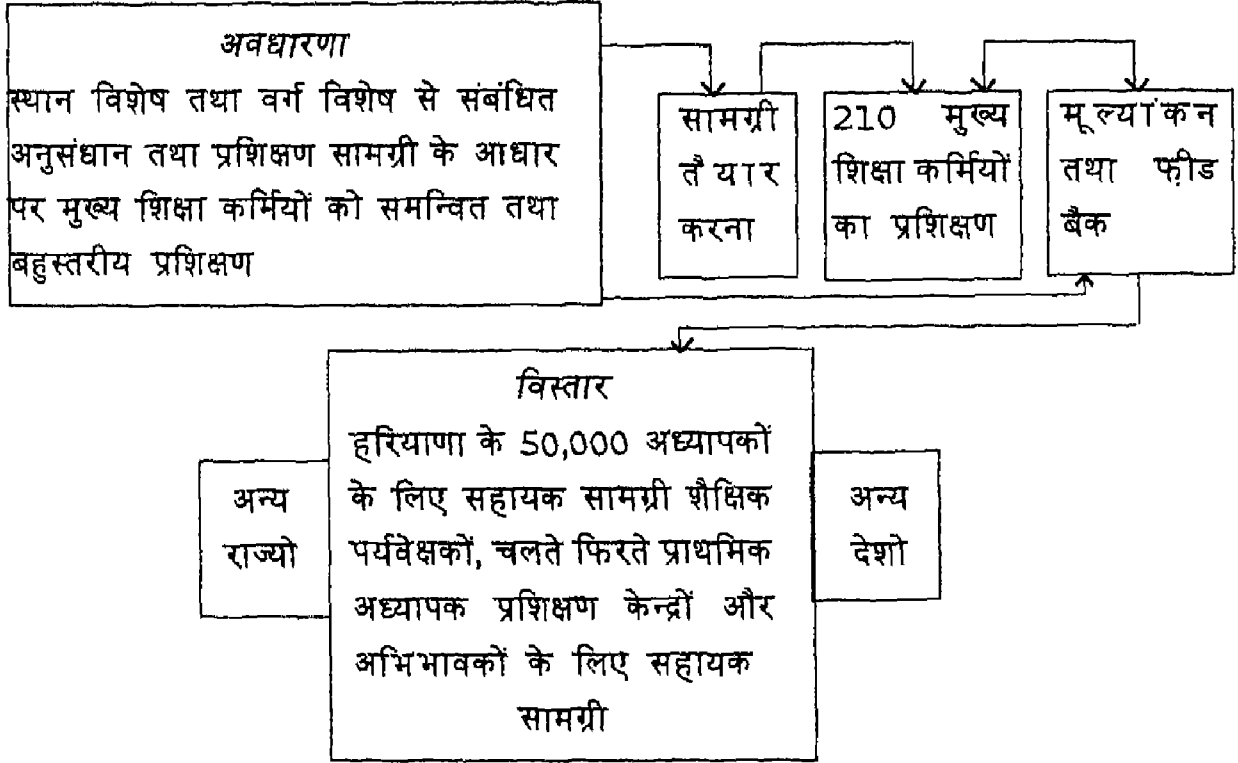 अवधारणा
स्थान विशेष तथा वर्ग विशेष से संबंधित
अनुसंधान तथा प्रशिक्षण सामग्री के आधार
पर मुख्य शिक्षा कर्मियों को समन्वित तथा
बहुस्तरीय प्रशिक्षण
सामग्री
तैयार
करना
210 मुख्य
शिक्षा कर्मियों
का प्रशिक्षण
मूल्यांकन
तथा फ़ीड
बैक
विस्तार
हरियाणा के 50,000 अध्यापकों
के लिए सहायक सामग्री शैक्षिक
पर्यवेक्षकों, चलते फिरते प्राथमिक
अध्यापक प्रशिक्षण केन्द्रों और
अभिभावकों के लिए सहायक
सामग्री
अन्य
राज्यो
अन्य
देशो